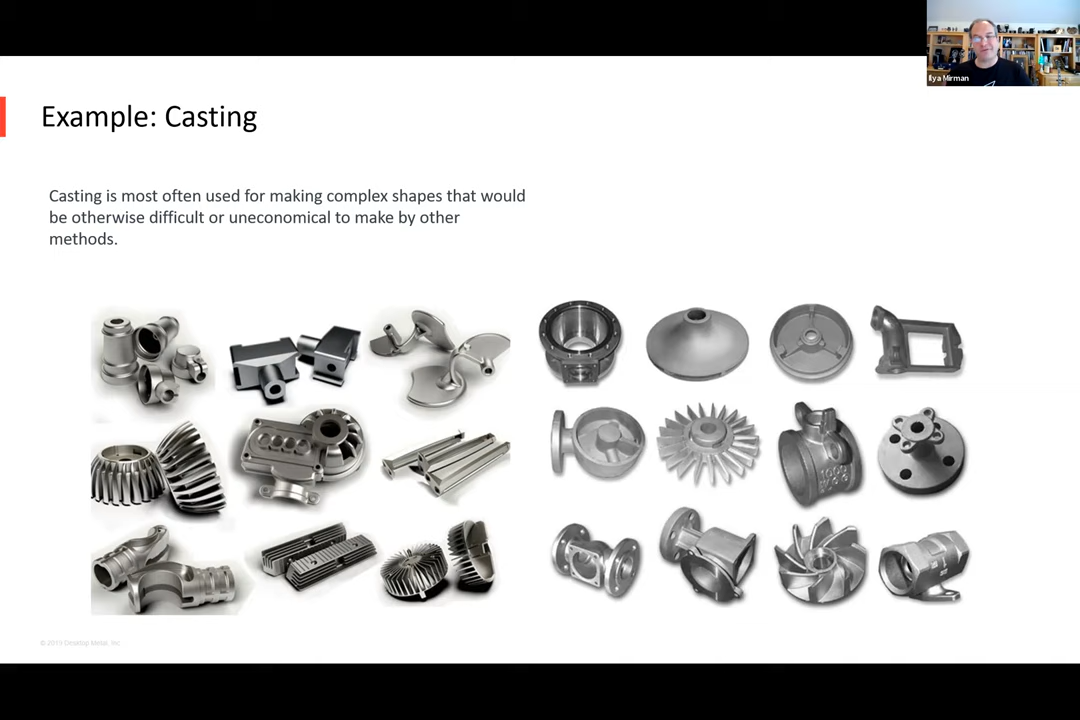 Ilya Mirman
Example: Casting
Casting is most often used for making complex shapes that would
be otherwise difficult or uneconomical to make by other
methods.
© 2019 Desktop Metal, Inc